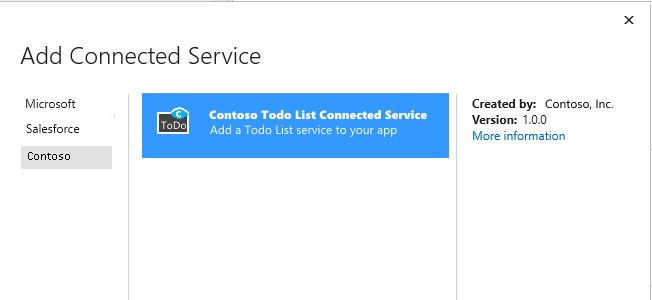 Add Connected Service
Microsoft
Salesforce
Contoso
C
ToDo
Contoso Todo List Connected Service
Add a Todo List service to your app
Created by: Contoso, Inc.
Version: 1.0.0
More information